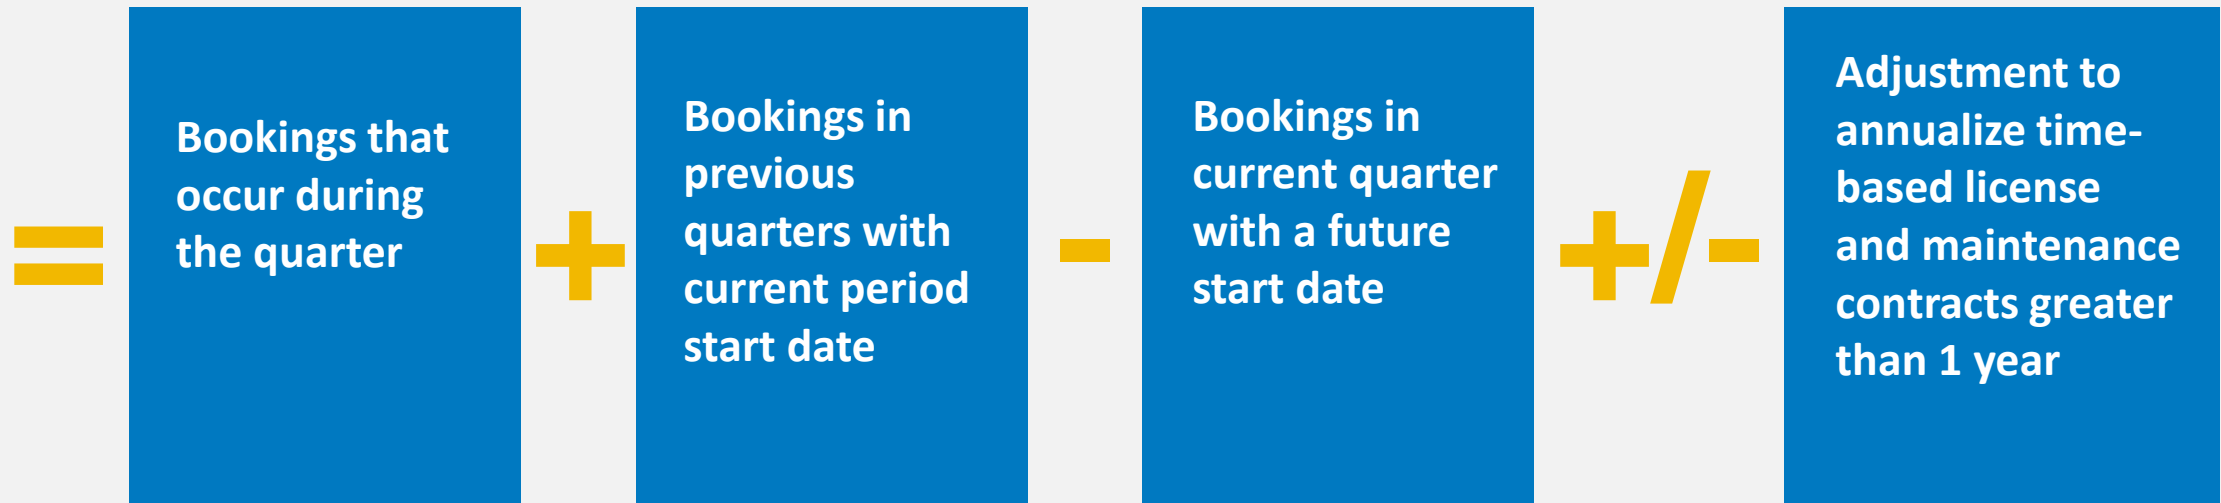 =
Bookings that
occur during
the quarter
+
Bookings in
previous
quarters with
current period
start date
-
Bookings in
current quarter
with a future
start date
+/-
Adjustment to
annualize time-
based license
and maintenance
contracts greater
than 1 year